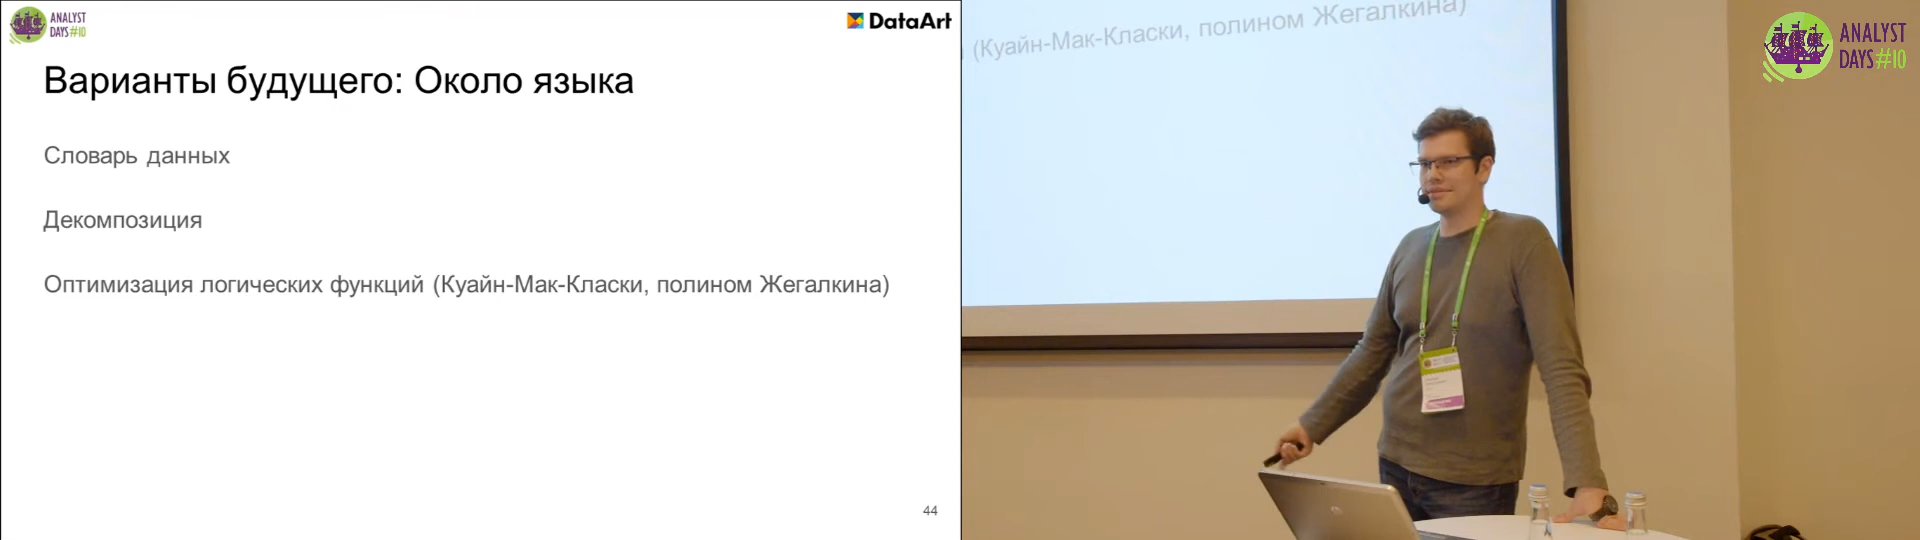 ANALYST
DAYS#10
DataArt
Варианты будущего: Около языка
Словарь данных
Декомпозиция
Оптимизация логических функций (Куайн-Мак-Класки, полином Жегалкина)
44
(Куайн-Мак-Класки, полином Жегалкина)
ANALYST
DAYS#10